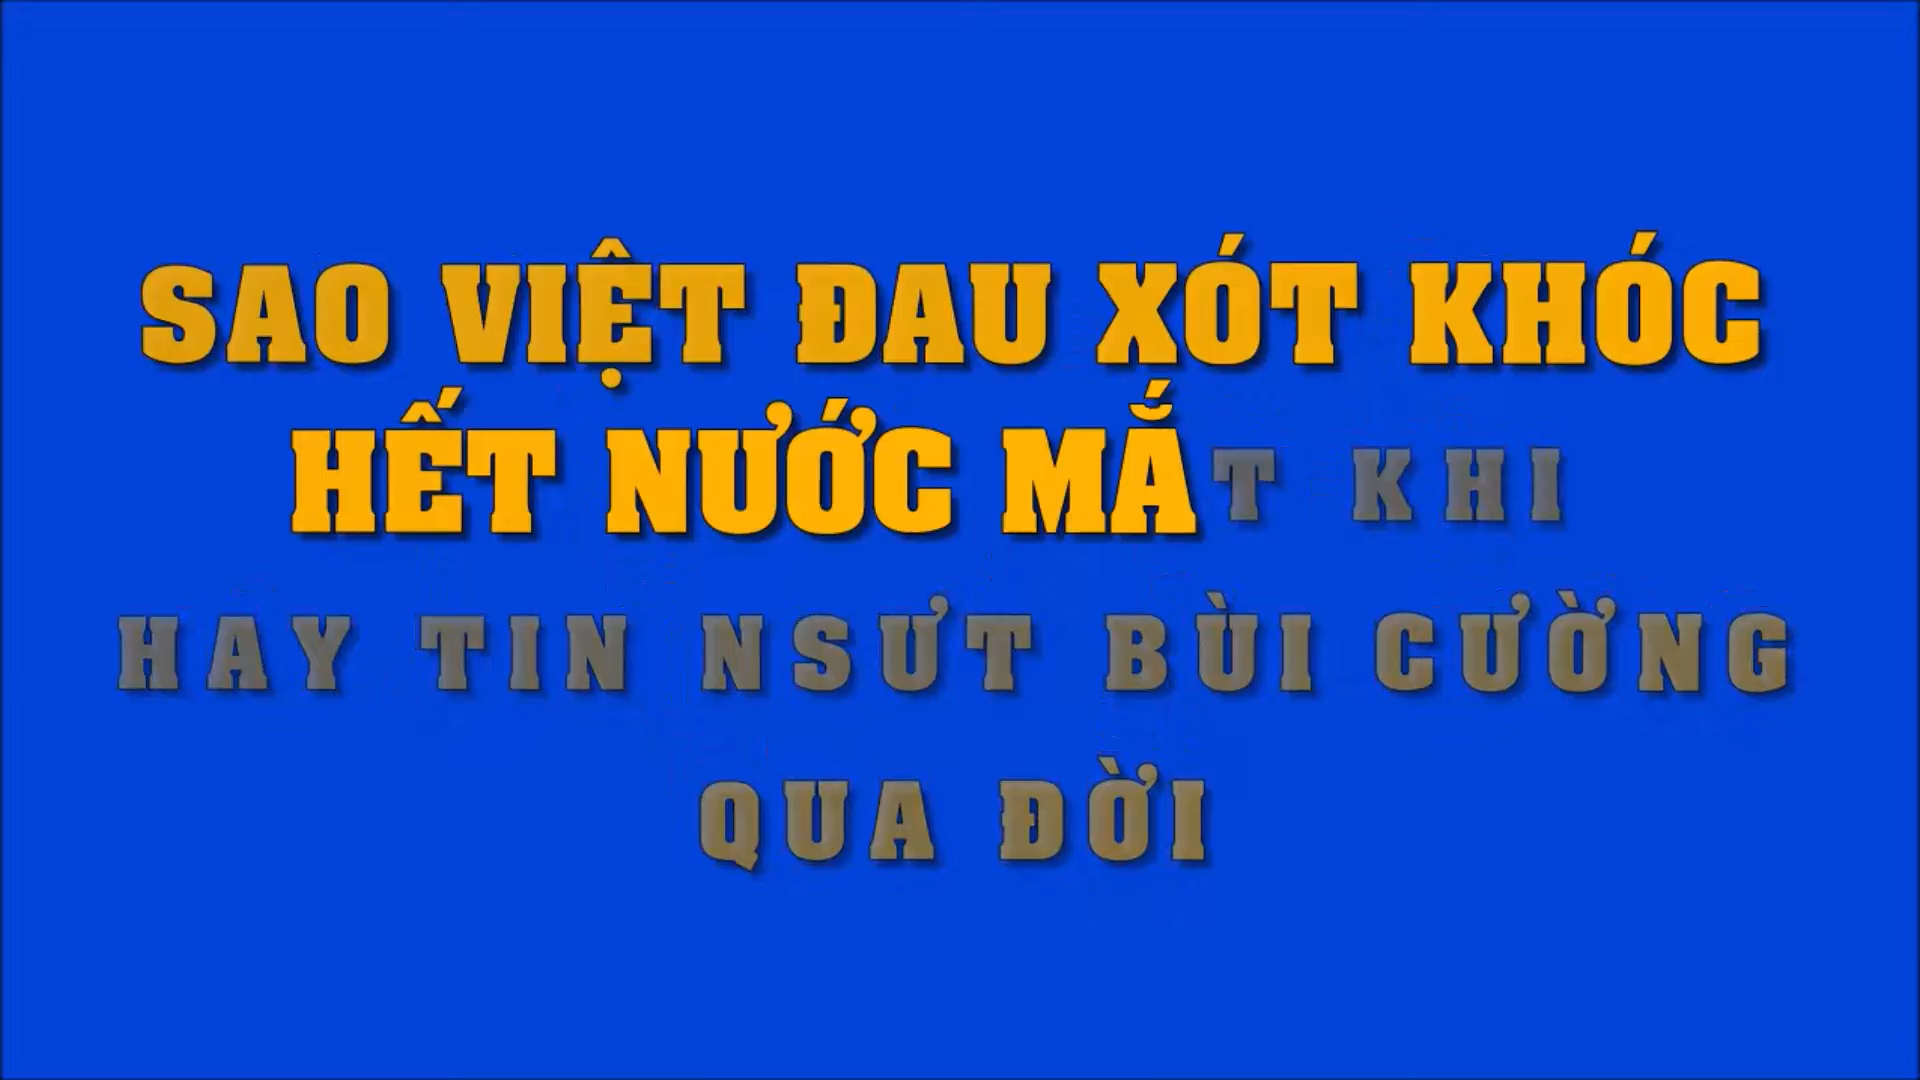 SAO VIỆT ĐAU XÓT KHÓC
HẾT NƯỚC MẮT KHI
HAY TIN NSƯT BÙI CƯỜNG
QUA ĐỜI